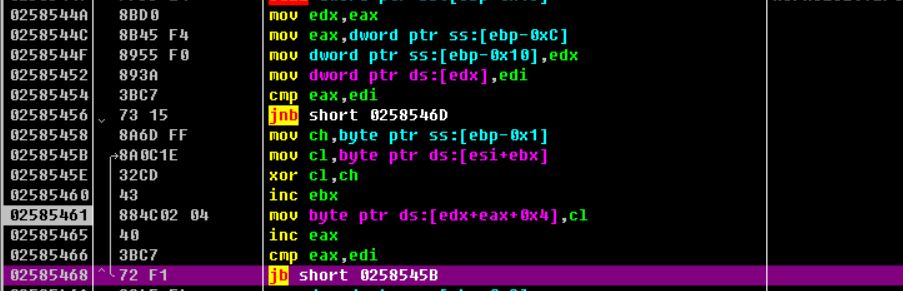 0258544A 8BD0 mov edx,eax
0258544C 8B45 F4 mov eax,dword ptr ss:[ebp-0xC]
0258544F 8955 F0 mov dword ptr ss:[ebp-0x10],edx
02585452 893A mov dword ptr ds:[edx],edi
02585454 3BC7 cmp eax,edi
02585456 73 15 jnb short 0258546D
02585458 8A6D FF mov ch,byte ptr ss:[ebp-0x1]
0258545B 8A0C1E mov cl,byte ptr ds:[esi+ebx]
0258545E 32CD xor cl,ch
02585460 43 inc ebx
02585461 884C02 04 mov byte ptr ds:[edx+eax+0x4],cl
02585465 40 inc eax
02585466 3BC7 cmp eax,edi
02585468 72 F1 jb short 0258545B